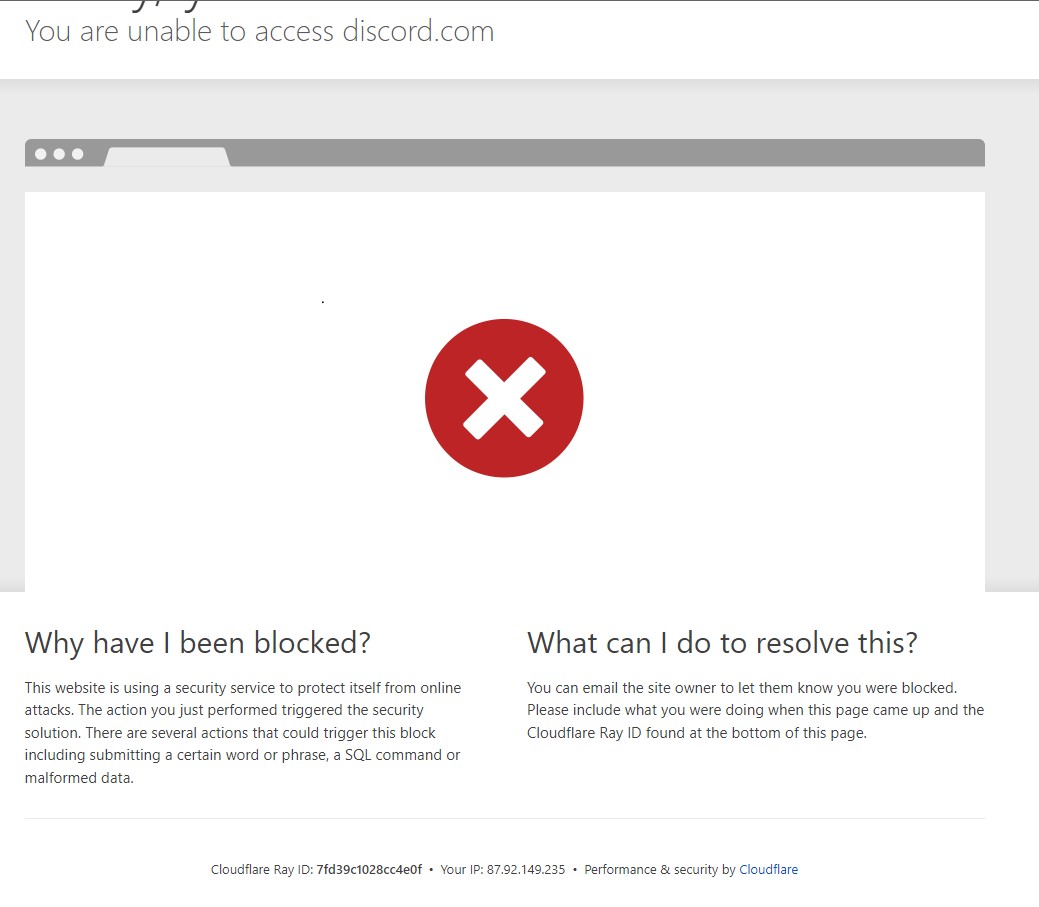 You are unable to access discord.com
Why have I been blocked?
This website is using a security service to protect itself from online
attacks. The action you just performed triggered the security
solution. There are several actions that could trigger this block
including submitting a certain word or phrase, a SQL command or
malformed data.
What can I do to resolve this?
You can email the site owner to let them know you were blocked.
Please include what you were doing when this page came up and the
Cloudflare Ray ID found at the bottom of this page.
Cloudflare Ray ID: 7fd39c1028cc4e0f • Your IP: 87.92.149.235 • Performance & security by Cloudflare